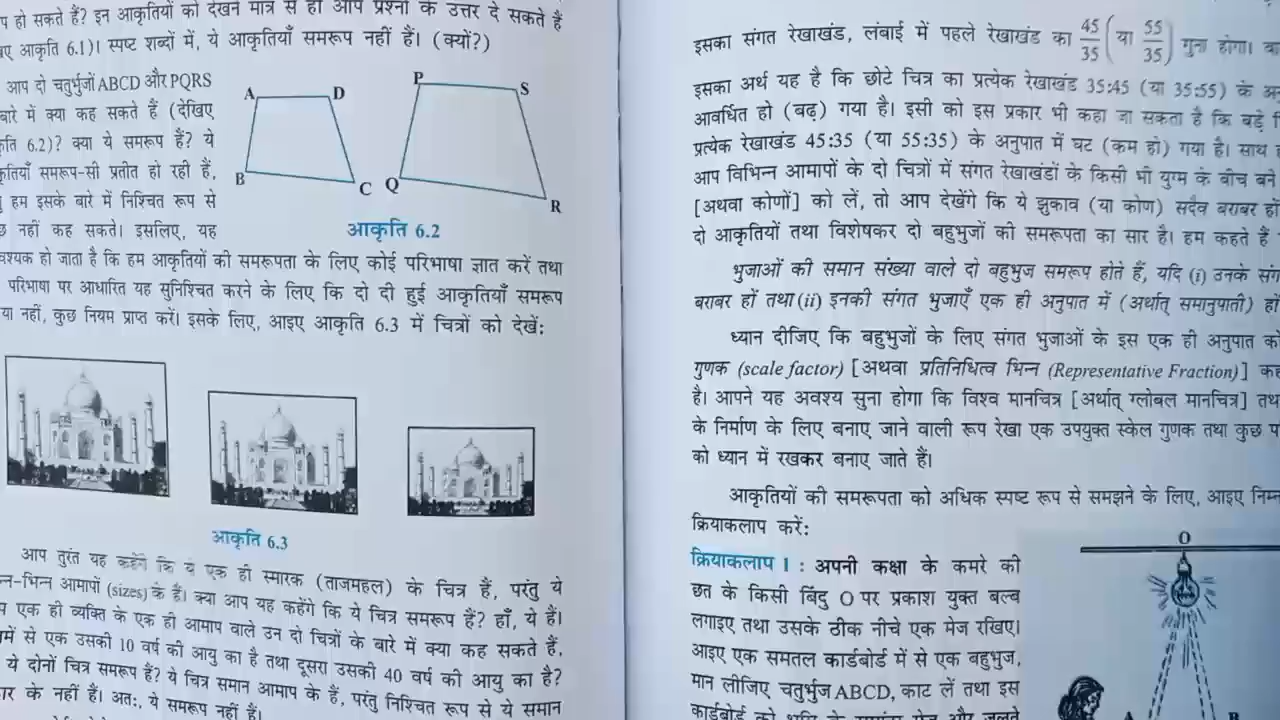 प हो सकते हैं? इन आकृतियों को देखने मात्र से ही आप प्रश्नों के उत्तर दे सकते हैं
आकृति 6.1)। स्पष्ट शब्दों में, ये आकृतियाँ समरूप नहीं हैं। (क्यों?)
आप दो चतुर्भुजों ABCD और PQRS
बारे में क्या कह सकते हैं (देखिए
6.2)? क्या ये समरूप हैं? ये
समरूप-सी प्रतीत हो रही हैं,
हम इसके बारे में निश्चित रूप से
नहीं कह सकते। इसलिए, यह
A
D
B
C
P
S
Q
R
आकृति 6.2
वश्यक हो जाता है कि हम आकृतियों की समरूपता के लिए कोई परिभाषा ज्ञात करें तथा
परिभाषा पर आधारित यह सुनिश्चित करने के लिए कि दो दी हुई आकृतियाँ समरूप
या नहीं, कुछ नियम प्राप्त करें। इसके लिए, आइए आकृति 6.3 में चित्रों को देखें:
आकृति 6.3
आप तुरंत यह कहेंगे कि ये एक ही स्मारक (ताजमहल) के चित्र हैं, परंतु ये
न्न-भिन्न आमापों (sizes) के हैं। क्या आप यह कहेंगे कि ये चित्र समरूप हैं? हाँ, ये हैं।
एक ही व्यक्ति के एक ही आमाप वाले उन दो चित्रों के बारे में क्या कह सकते हैं,
में से एक उसकी 10 वर्ष की आयु का है तथा दूसरा उसकी 40 वर्ष की आयु का है?
ये दोनों चित्र समरूप हैं? ये चित्र समान आमाप के हैं, परंतु निश्चित रूप से ये समान
र के नहीं हैं। अत:, ये समरूप नहीं हैं।
इसका संगत रेखाखंड, लंबाई में पहले रेखाखंड का 45/35 (या 55/35) गुना होगा।
इसका अर्थ यह है कि छोटे चित्र का प्रत्येक रेखाखंड 35:45 (या 35:55) के
आवर्धित हो (बढ़) गया है। इसी को इस प्रकार भी कहा जा सकता है कि बड़े
प्रत्येक रेखाखंड 45:35 (या 55:35) के अनुपात में घट (कम हो) गया है। साथ
आप विभिन्न आमापों के दो चित्रों में संगत रेखाखंडों के किसी भी युग्म के बीच बने
[अथवा कोणों] को लें, तो आप देखेंगे कि ये झुकाव (या कोण) सदैव बराबर
दो आकृतियों तथा विशेषकर दो बहुभुजों की समरूपता का सार है। हम कहते हैं
भुजाओं की समान संख्या वाले दो बहुभुज समरूप होते हैं, यदि (i) उनके
बराबर हों तथा (ii) इनकी संगत भुजाएँ एक ही अनुपात में (अर्थात् समानुपाती)
ध्यान दीजिए कि बहुभुजों के लिए संगत भुजाओं के इस एक ही अनुपात को
गुणक (scale factor) [अथवा प्रतिनिधित्व भिन्न (Representative Fraction)]
है। आपने यह अवश्य सुना होगा कि विश्व मानचित्र [अर्थात् ग्लोबल मानचित्र]
के निर्माण के लिए बनाए जाने वाली रूप रेखा एक उपयुक्त स्केल गुणक तथा कुछ
को ध्यान में रखकर बनाए जाते हैं।
आकृतियों की समरूपता को अधिक स्पष्ट रूप से समझने के लिए, आइए
क्रियाकलाप करें:
क्रियाकलाप 1 : अपनी कक्षा के कमरे की
छत के किसी बिंदु O पर प्रकाश युक्त बल्ब
लगाइए तथा उसके ठीक नीचे एक मेज रखिए।
आइए एक समतल कार्डबोर्ड में से एक बहुभुज,
मान लीजिए चतुर्भुज ABCD, काट लें तथा इस
O